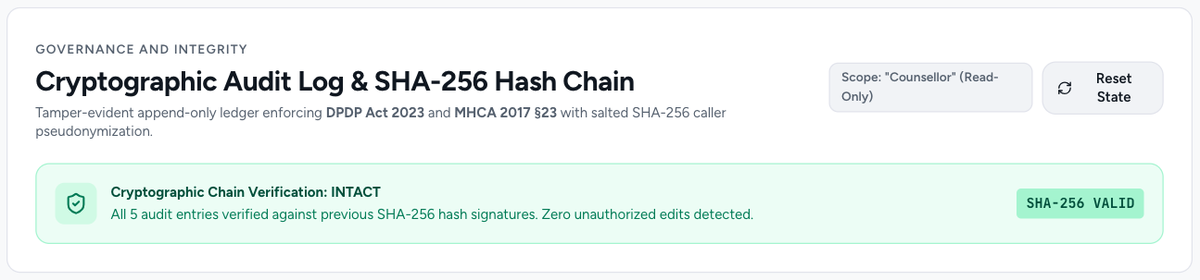 GOVERNANCE AND INTEGRITY
Cryptographic Audit Log & SHA-256 Hash Chain
Tamper-evident append-only ledger enforcing DPDP Act 2023 and MHCA 2017 §23 with salted SHA-256 caller
pseudonymization.
Scope: "Counsellor" (Read-
Only)
Reset
State
Cryptographic Chain Verification: INTACT
All 5 audit entries verified against previous SHA-256 hash signatures. Zero unauthorized edits detected.
SHA-256 VALID